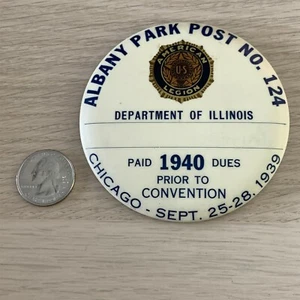 ALBANY PARK POST NO. 124
AMERICAN
US
LEGION
DEPARTMENT OF ILLINOIS
PAID 1940 DUES
PRIOR TO
CONVENTION
CHICAGO - SEPT. 25-28, 1939